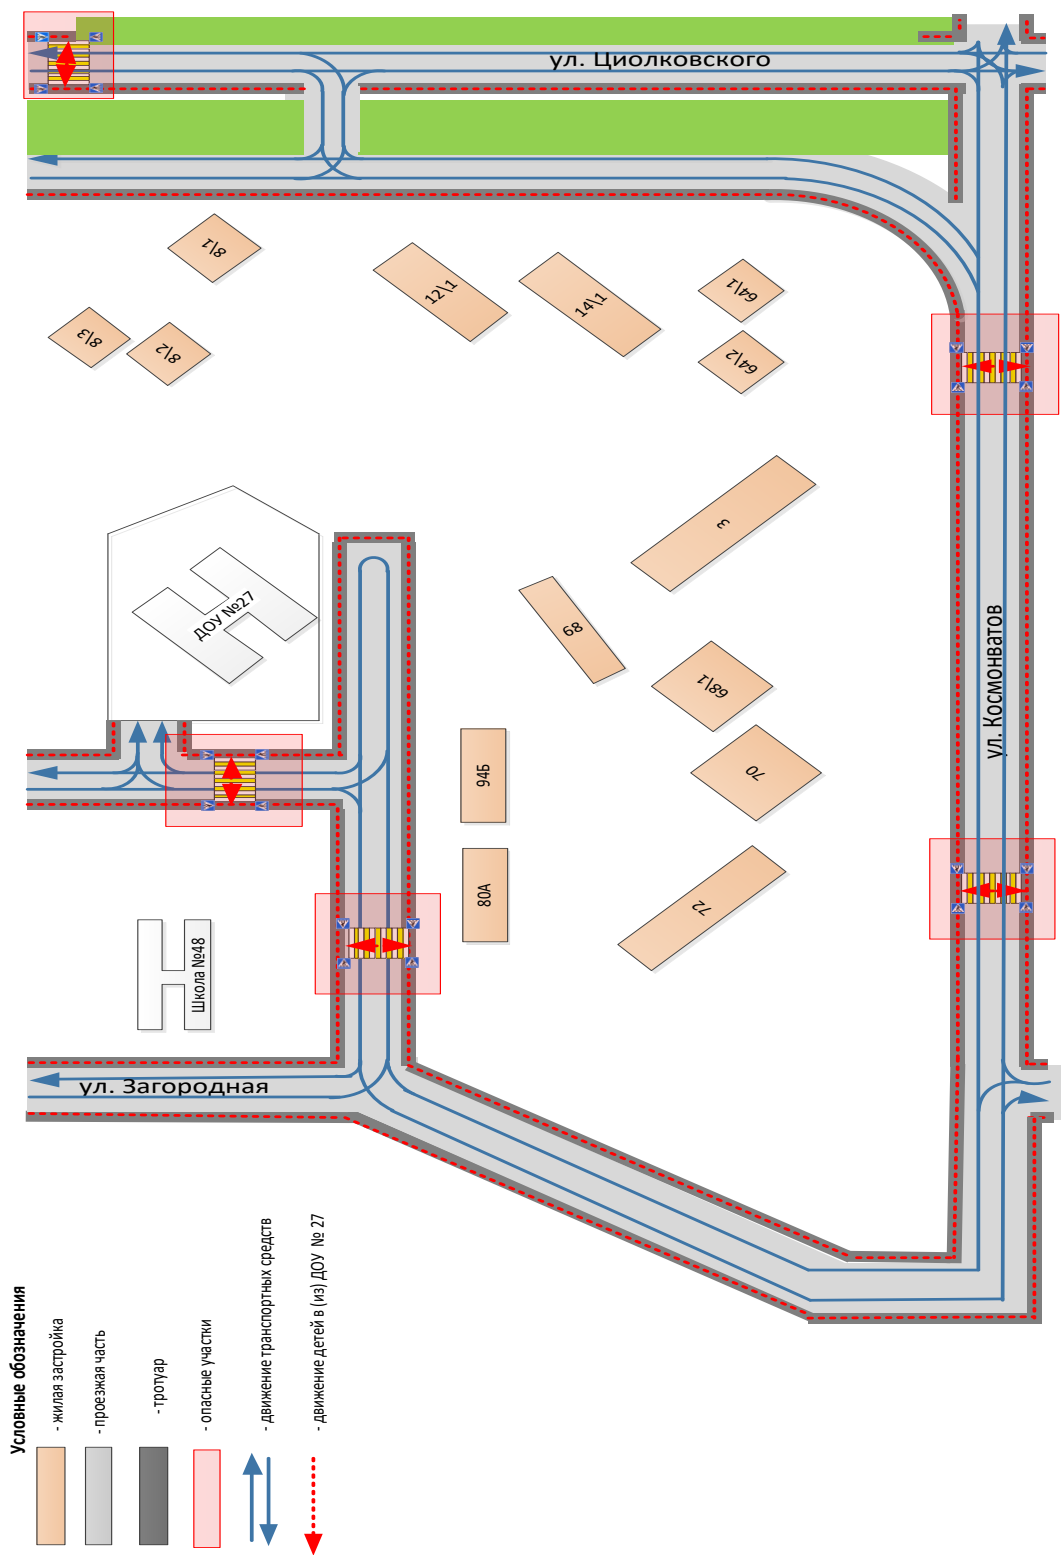 ул. Циолковского
8\1
8\3
8\2
12\1
14\1
64\1
64\2
3
ДОУ №27
68
68\1
70
72
94Б
80А
Школа №48
ул. Загородная
ул. Космонватов
Условные обозначения
- жилая застройка
- проезжая часть
- тротуар
- опасные участки
- движение транспортных средств
- движение детей в (из) ДОУ № 27